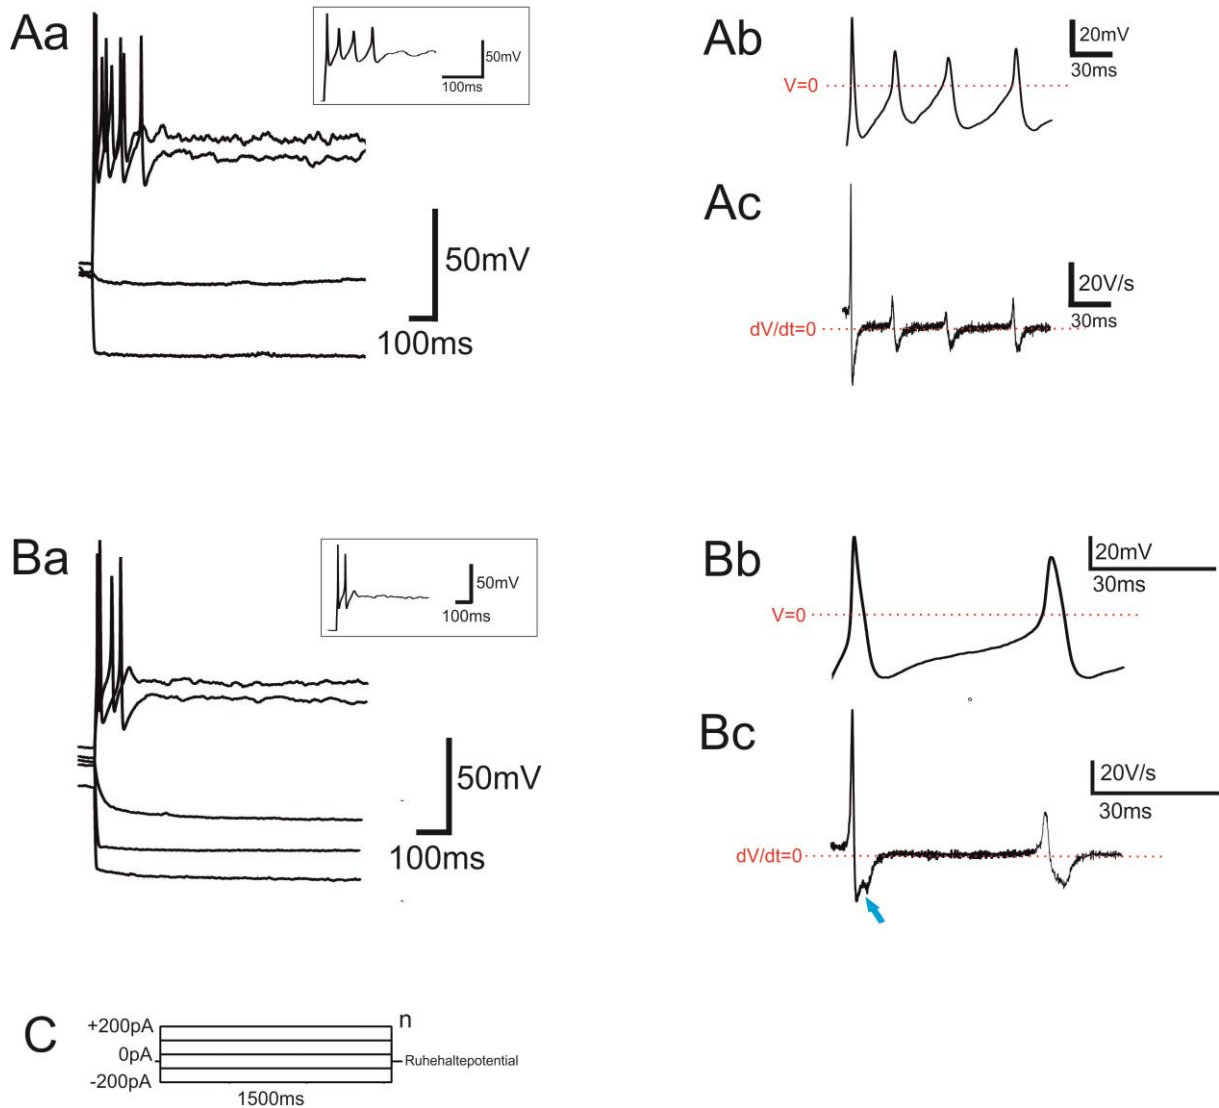 Aa
50mV
100ms
50mV
100ms
Ab
20mV
30ms
V=0
Ac
20V/s
30ms
dV/dt=0
Ba
50mV
100ms
50mV
100ms
Bb
20mV
30ms
V=0
Bc
20V/s
30ms
dV/dt=0
C
+200pA
n
0pA
Ruhehaltepotential
-200pA
1500ms